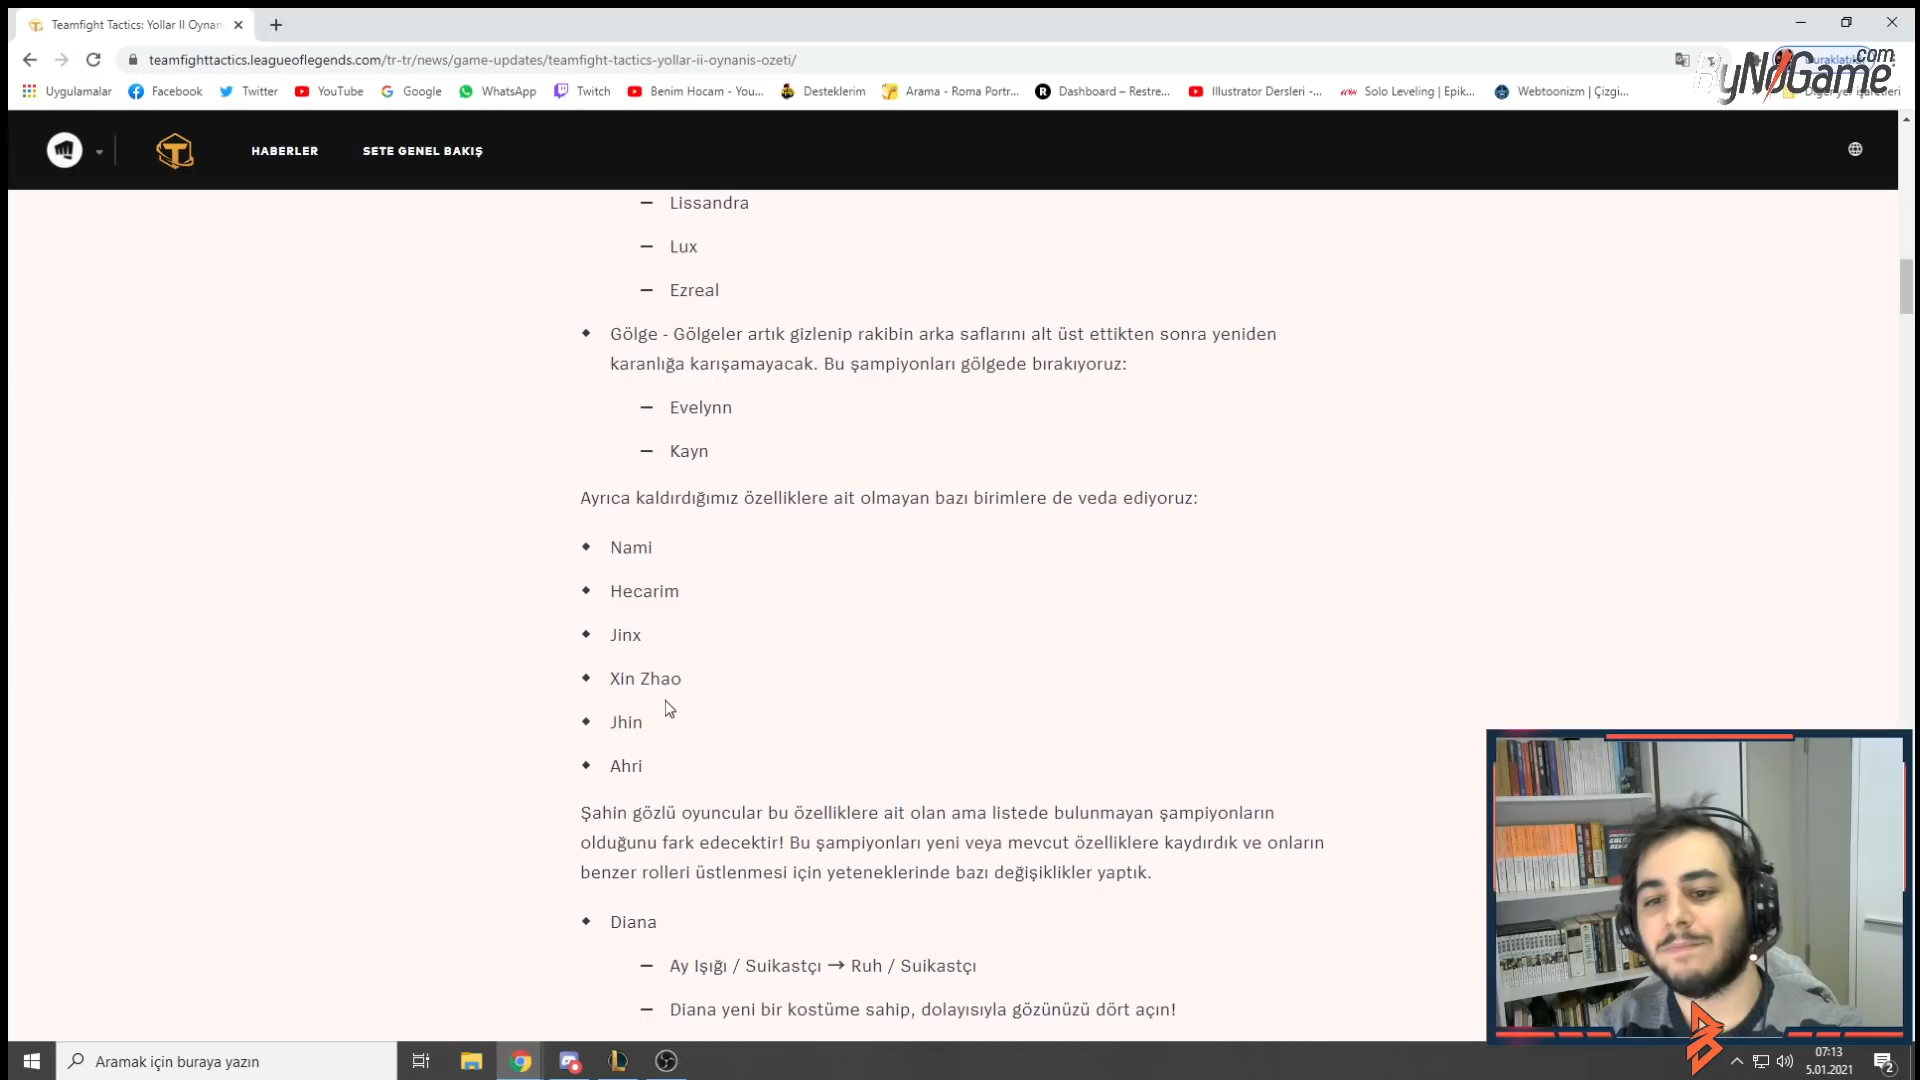 Teamfight Tactics: Yollar II Oynan
teamfighttactics.leagueoflegends.com/tr-tr/news/game-updates/teamfight-tactics-yollar-ii-oynanis-ozeti/
ByNoGame.com
Uygulamalar
Facebook
Twitter
YouTube
Google
WhatsApp
Twitch
Benim Hocam - You...
Desteklerim
Arama - Roma Portr...
Dashboard – Restre...
Illustrator Dersleri -...
Solo Leveling | Epik...
Webtoonizm | Çizgi...
Diğer yer işaretleri
HABERLER
SETE GENEL BAKIŞ
– Lissandra
– Lux
– Ezreal
Gölge - Gölgeler artık gizlenip rakibin arka saflarını alt üst ettikten sonra yeniden
karanlığa karışamayacak. Bu şampiyonları gölgede bırakıyoruz:
– Evelynn
– Kayn
Ayrıca kaldırdığımız özelliklere ait olmayan bazı birimlere de veda ediyoruz:
Nami
Hecarim
Jinx
Xin Zhao
Jhin
Ahri
Şahin gözlü oyuncular bu özelliklere ait olan ama listede bulunmayan şampiyonların
olduğunu fark edecektir! Bu şampiyonları yeni veya mevcut özelliklere kaydırdık ve onların
benzer rolleri üstlenmesi için yeteneklerinde bazı değişiklikler yaptık.
Diana
– Ay Işığı / Suikastçı → Ruh / Suikastçı
– Diana yeni bir kostüme sahip, dolayısıyla gözünüzü dört açın!
Aramak için buraya yazın
07:13
5.01.2021
2